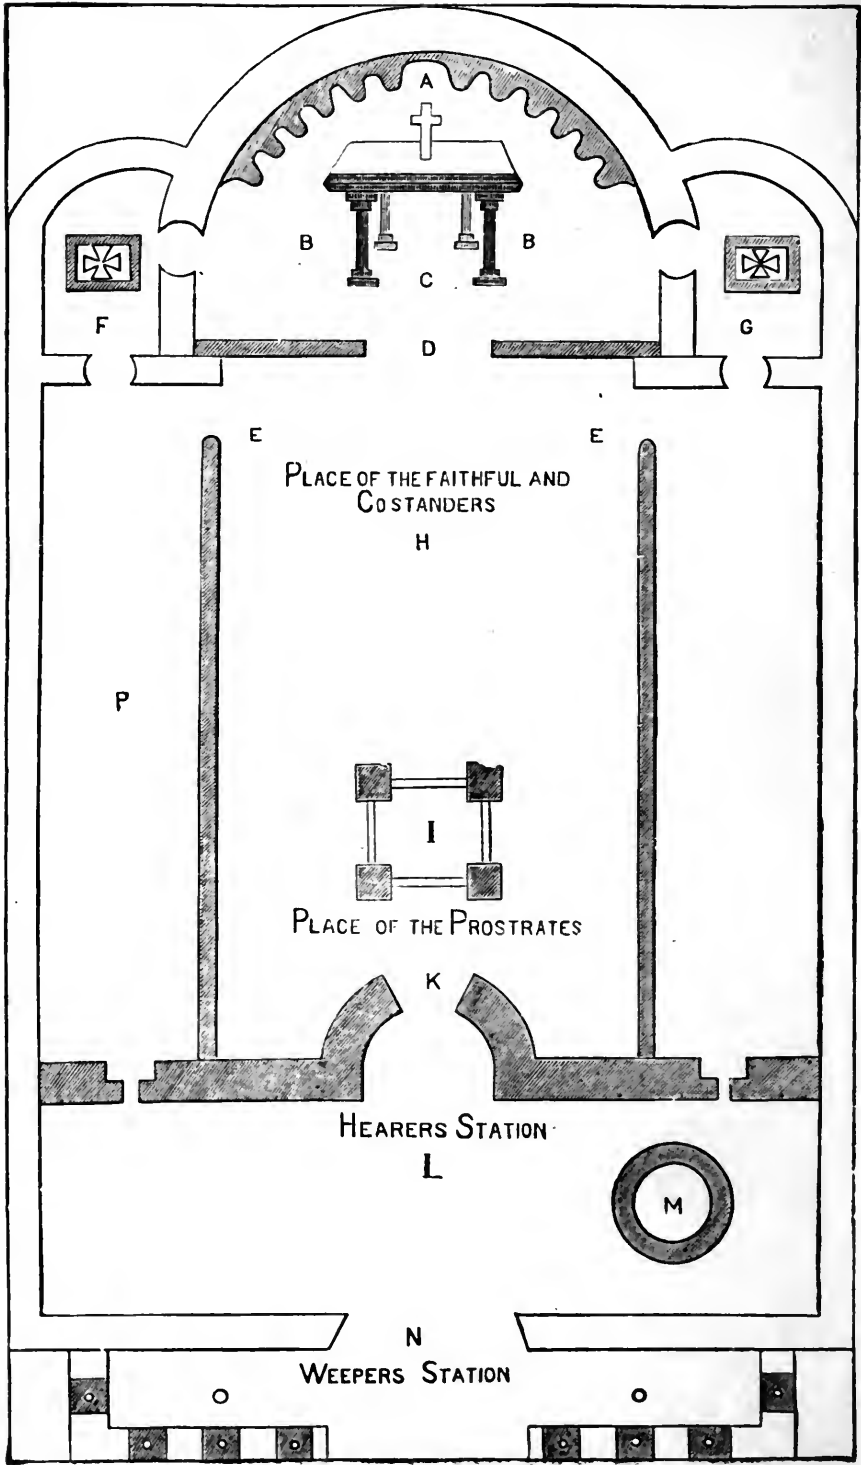 A
B B
C
F G
D
E E
PLACE OF THE FAITHFUL AND
COSTANDERS
H
P
I
PLACE OF THE PROSTRATES
K
HEARERS STATION
L
M
N
WEEPERS STATION